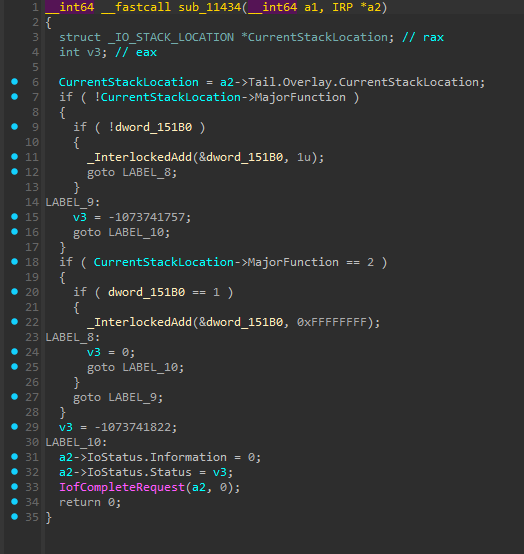 1 __int64 __fastcall sub_11434(__int64 a1, IRP *a2)
2 {
3   struct _IO_STACK_LOCATION *CurrentStackLocation; // rax
4   int v3; // eax
5
6   CurrentStackLocation = a2->Tail.Overlay.CurrentStackLocation;
7   if ( !CurrentStackLocation->MajorFunction )
8   {
9     if ( !dword_151B0 )
10     {
11       _InterlockedAdd(&dword_151B0, 1u);
12       goto LABEL_8;
13     }
14 LABEL_9:
15     v3 = -1073741757;
16     goto LABEL_10;
17   }
18   if ( CurrentStackLocation->MajorFunction == 2 )
19   {
20     if ( dword_151B0 == 1 )
21     {
22       _InterlockedAdd(&dword_151B0, 0xFFFFFFFF);
23 LABEL_8:
24       v3 = 0;
25       goto LABEL_10;
26     }
27     goto LABEL_9;
28   }
29   v3 = -1073741822;
30 LABEL_10:
31   a2->IoStatus.Information = 0;
32   a2->IoStatus.Status = v3;
33   IofCompleteRequest(a2, 0);
34   return 0;
35 }